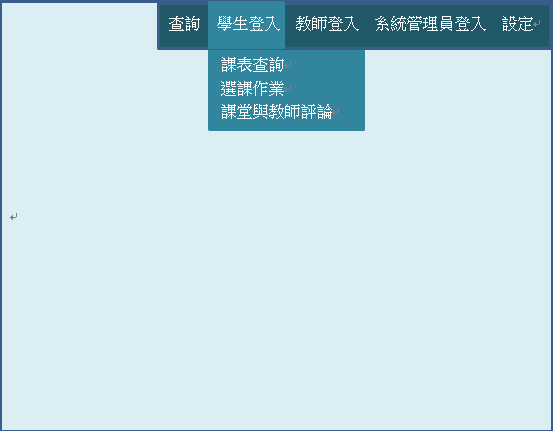 查詢 學生登入 教師登入 系統管理員登入 設定
課表查詢
選課作業
課堂與教師評論